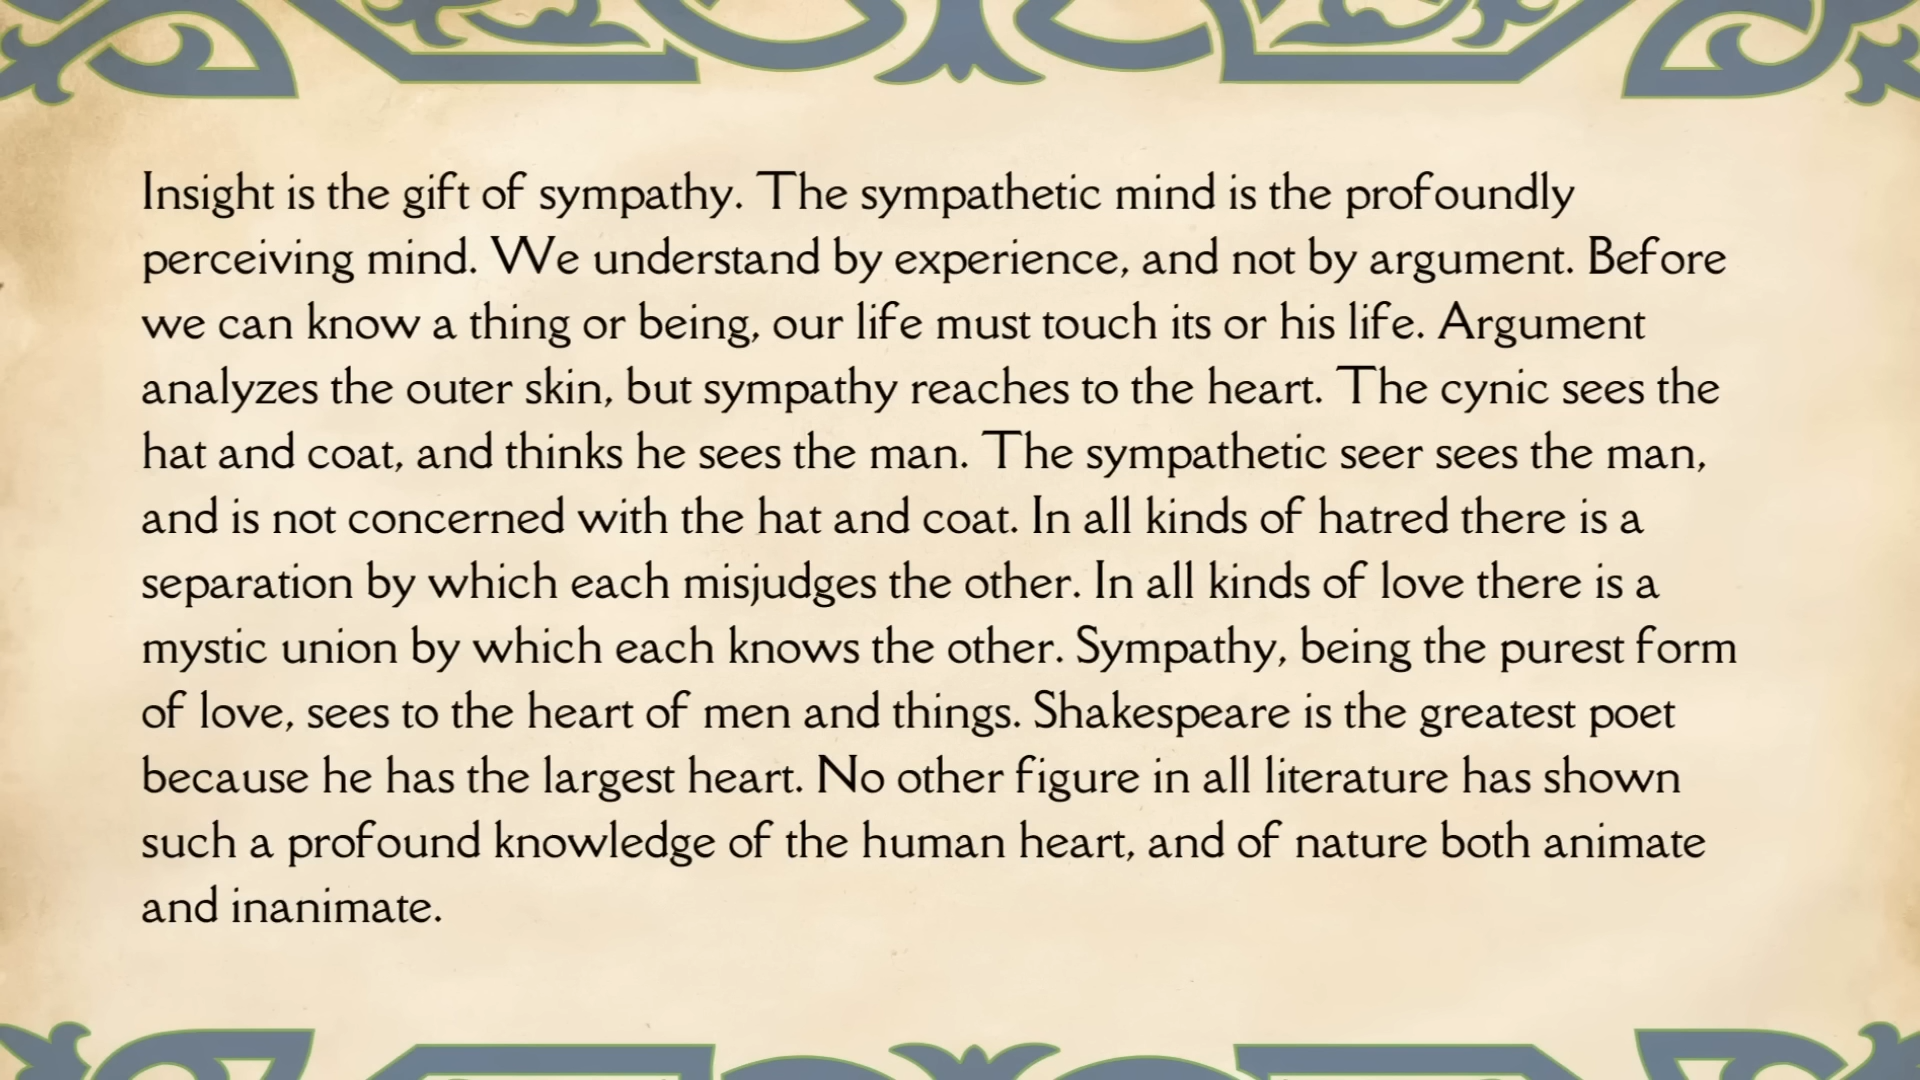 Insight is the gift of sympathy. The sympathetic mind is the profoundly
perceiving mind. We understand by experience, and not by argument. Before
we can know a thing or being, our life must touch its or his life. Argument
analyzes the outer skin, but sympathy reaches to the heart. The cynic sees the
hat and coat, and thinks he sees the man. The sympathetic seer sees the man,
and is not concerned with the hat and coat. In all kinds of hatred there is a
separation by which each misjudges the other. In all kinds of love there is a
mystic union by which each knows the other. Sympathy, being the purest form
of love, sees to the heart of men and things. Shakespeare is the greatest poet
because he has the largest heart. No other figure in all literature has shown
such a profound knowledge of the human heart, and of nature both animate
and inanimate.